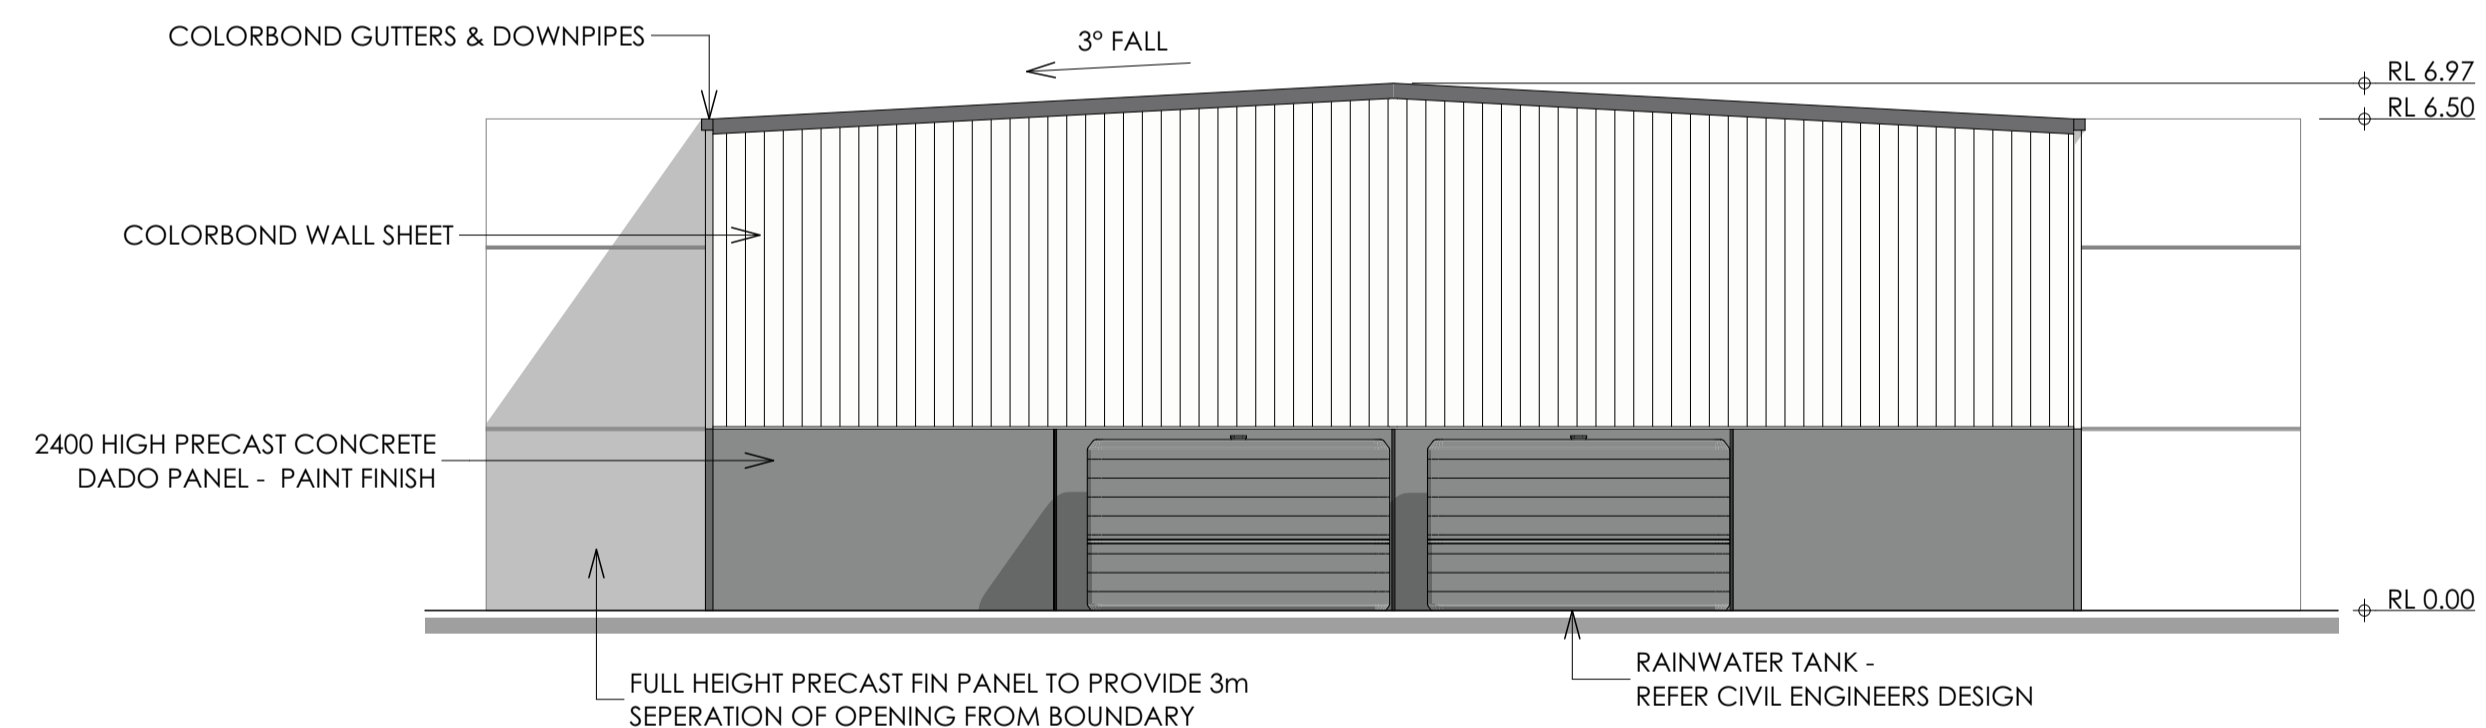 COLORBOND GUTTERS & DOWNPIPES
3° FALL
RL 6.97
RL 6.50
COLORBOND WALL SHEET
2400 HIGH PRECAST CONCRETE
DADO PANEL - PAINT FINISH
RL 0.00
FULL HEIGHT PRECAST FIN PANEL TO PROVIDE 3m
SEPERATION OF OPENING FROM BOUNDARY
RAINWATER TANK -
REFER CIVIL ENGINEERS DESIGN